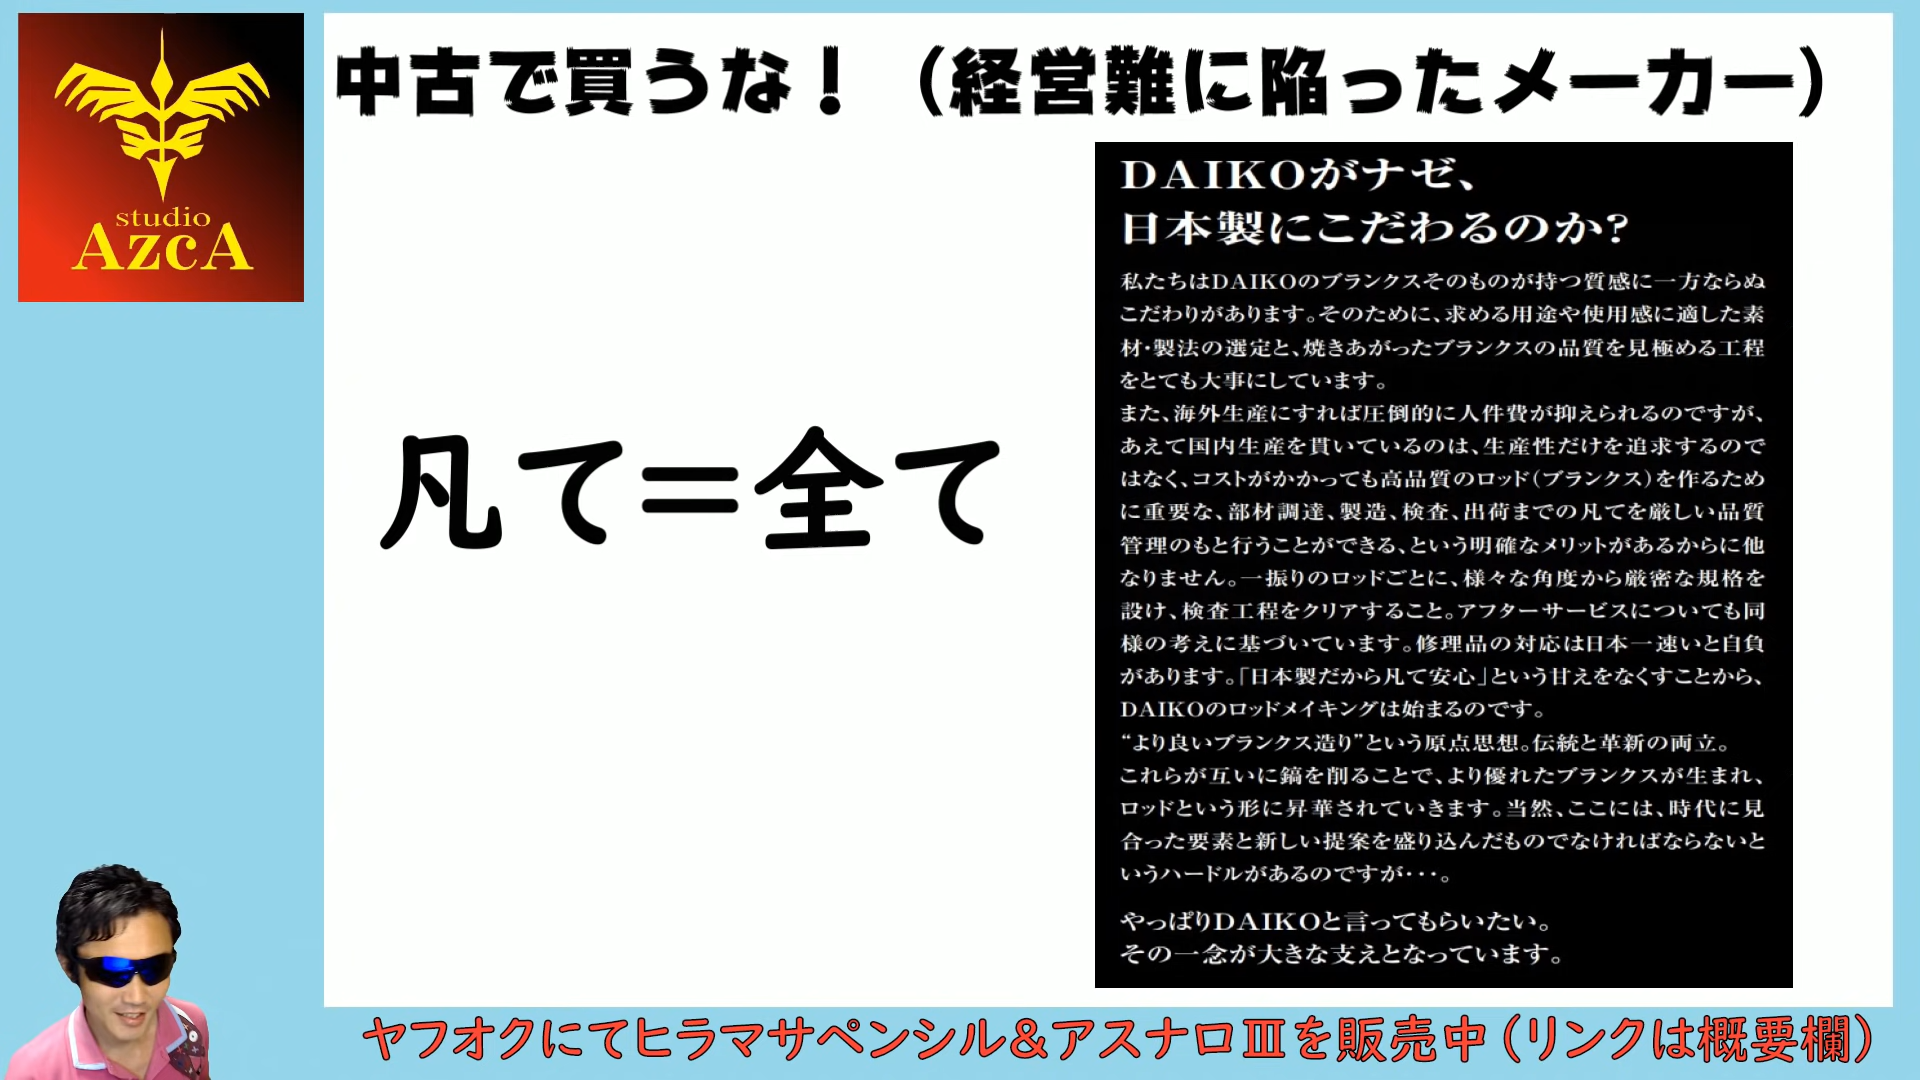 studio
AzcA
中古で買うな！（経営難に陥ったメーカー）
凡て＝全て
DAIKOがナゼ、
日本製にこだわるのか?
私たちはDAIKOのブランクスそのものが持つ質感に一方ならぬ
こだわりがあります。そのために、求める用途や使用感に適した素
材・製法の選定と、焼きあがったブランクスの品質を見極める工程
をとても大事にしています。
また、海外生産にすれば圧倒的に人件費が抑えられるのですが、
あえて国内生産を貫いているのは、生産性だけを追求するので
はなく、コストがかかっても高品質のロッド（ブランクス）を作るため
に重要な、部材調達、製造、検査、出荷までの凡てを厳しい品質
管理のもと行うことができる、という明確なメリットがあるからに他
なりません。一振りのロッドごとに、様々な角度から厳密な規格を
設け、検査工程をクリアすること。アフターサービスについても同
様の考えに基づいています。修理品の対応は日本一速いと自負
があります。「日本製だから凡て安心」という甘えをなくすことから、
DAIKOのロッドメイキングは始まるのです。
“より良いブランクス造り”という原点思想。伝統と革新の両立。
これらが互いに鎬を削ることで、より優れたブランクスが生まれ、
ロッドという形に昇華されていきます。当然、ここには、時代に見
合った要素と新しい提案を盛り込んだものでなければならないと
いうハードルがあるのですが･･･。
やっぱりDAIKOと言ってもらいたい。
その一念が大きな支えとなっています。
ヤフオクにてヒラマサペンシル＆アスナロⅢを販売中（リンクは概要欄）